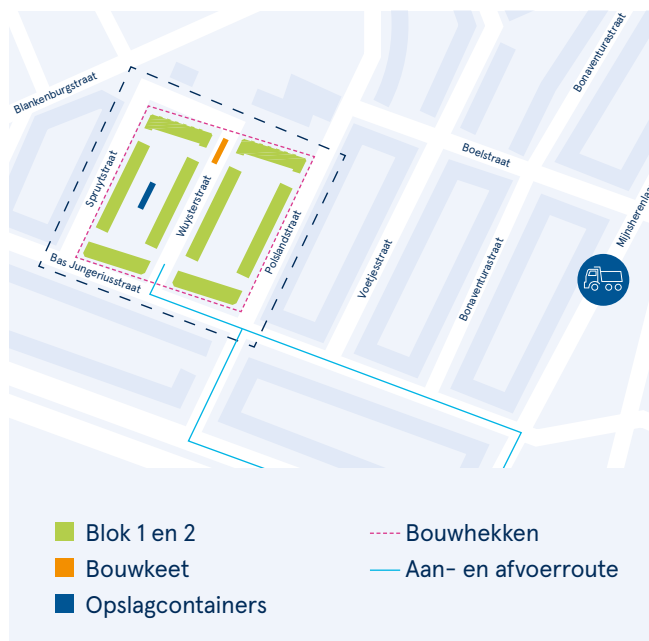 Blankenburgstraat
Bonaventurastraat
Boelstraat
Spruytstraat
Wuysterstraat
Polslandstraat
Voetjesstraat
Bonaventurastraat
Bas Jungeriusstraat
Blok 1 en 2
Bouwkeet
Opslagcontainers
Bouwhekken
Aan- en afvoerroute